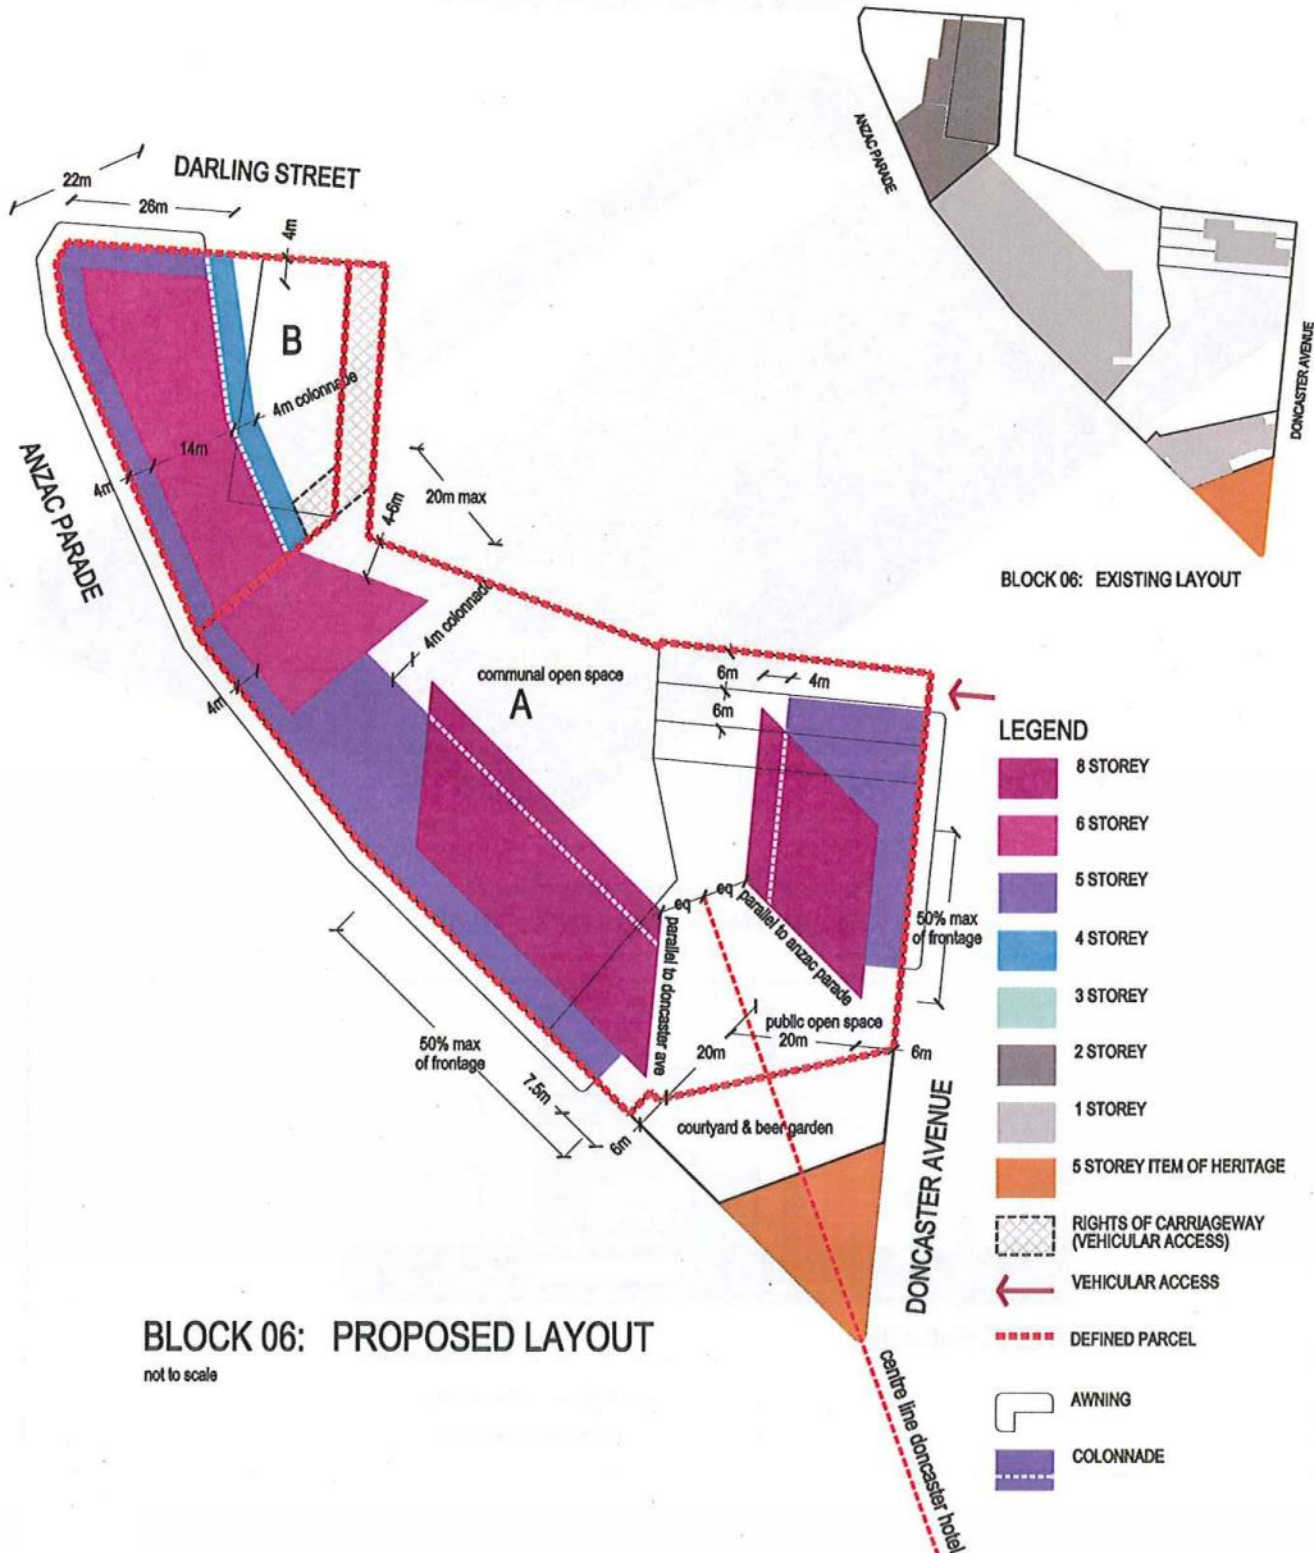 DARLING STREET
22m
26m
4m
B
4m colonnade
14m
4m
ANZAC PARADE
20m max
4-6m
4m colonnade
communal open space
A
4m
6m
4m
6m
eq
eq
parallel to doncaster ave
parallel to anzac parade
50% max
of frontage
public open space
20m
20m
6m
50% max
of frontage
7.5m
6m
courtyard & beer garden
DONCASTER AVENUE
centre line doncaster hotel
BLOCK 06: PROPOSED LAYOUT
not to scale
ANZAC PARADE
DONCASTER AVENUE
BLOCK 06: EXISTING LAYOUT
LEGEND
8 STOREY
6 STOREY
5 STOREY
4 STOREY
3 STOREY
2 STOREY
1 STOREY
5 STOREY ITEM OF HERITAGE
RIGHTS OF CARRIAGEWAY
(VEHICULAR ACCESS)
VEHICULAR ACCESS
DEFINED PARCEL
AWNING
COLONNADE